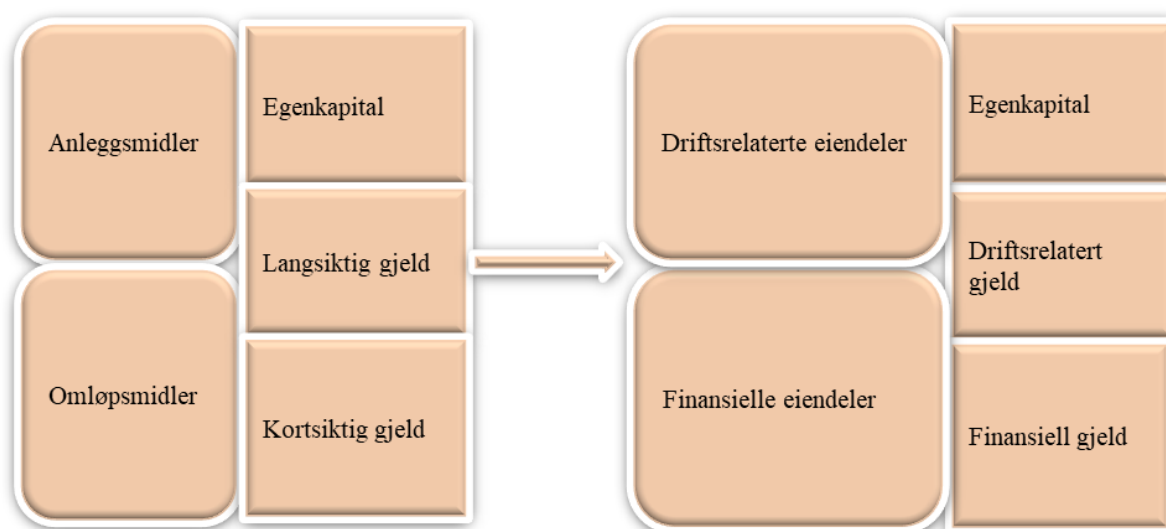 Anleggsmidler
Omløpsmidler
Egenkapital
Langsiktig gjeld
Kortsiktig gjeld
Driftsrelaterte eiendeler
Finansielle eiendeler
Egenkapital
Driftsrelatert
gjeld
Finansiell gjeld